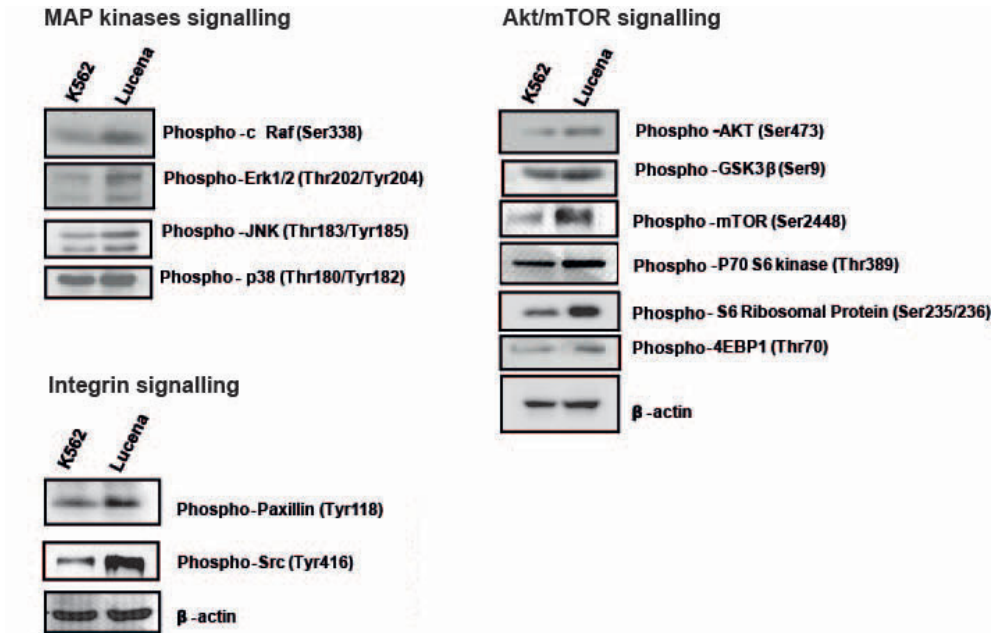 MAP kinases signalling
K562
Lucena
Phospho-c Raf (Ser338)
Phospho-Erk1/2 (Thr202/Tyr204)
Phospho-JNK (Thr183/Tyr185)
Phospho- p38 (Thr180/Tyr182)
Integrin signalling
K562
Lucena
Phospho-Paxillin (Tyr118)
Phospho-Src (Tyr416)
β-actin
Akt/mTOR signalling
K562
Lucena
Phospho-AKT (Ser473)
Phospho-GSK3β (Ser9)
Phospho-mTOR (Ser2448)
Phospho-P70 S6 kinase (Thr389)
Phospho- S6 Ribosomal Protein (Ser235/236)
Phospho-4EBP1 (Thr70)
β-actin